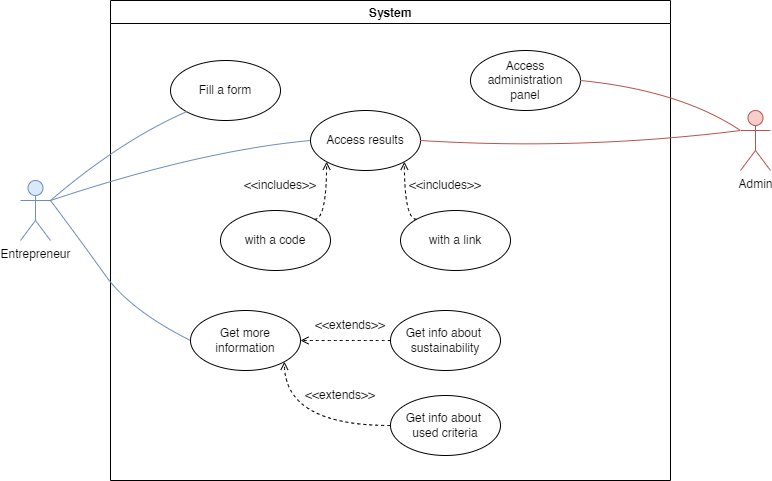 System
Fill a form
Access
administration
panel
Access results
<<includes>>
<<includes>>
Admin
with a code
with a link
Entrepreneur
Get more
information
<<extends>>
Get info about
sustainability
<<extends>>
Get info about
used criteria